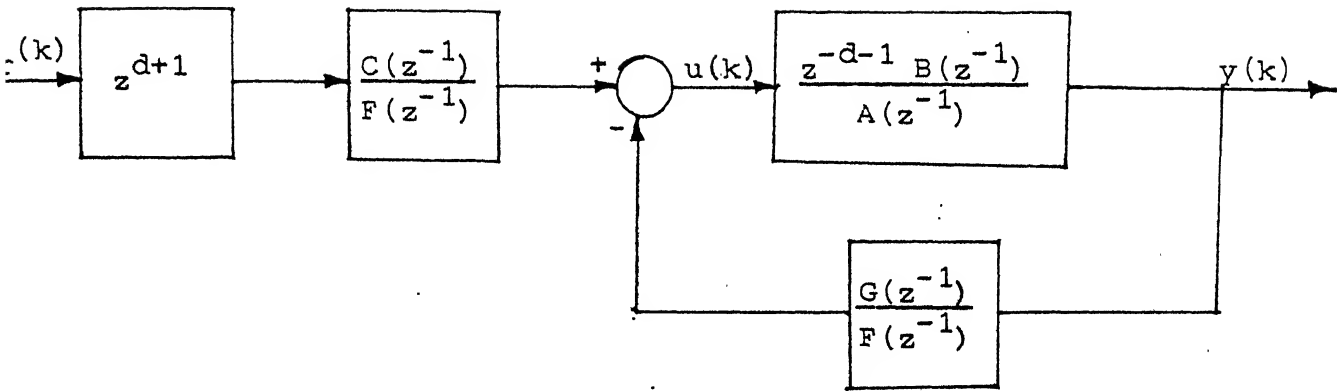 (k)
z^{d+1}
C(z^{-1})
F(z^{-1})
+
-
u(k)
z^{-d-1} B(z^{-1})
A(z^{-1})
y(k)
G(z^{-1})
F(z^{-1})